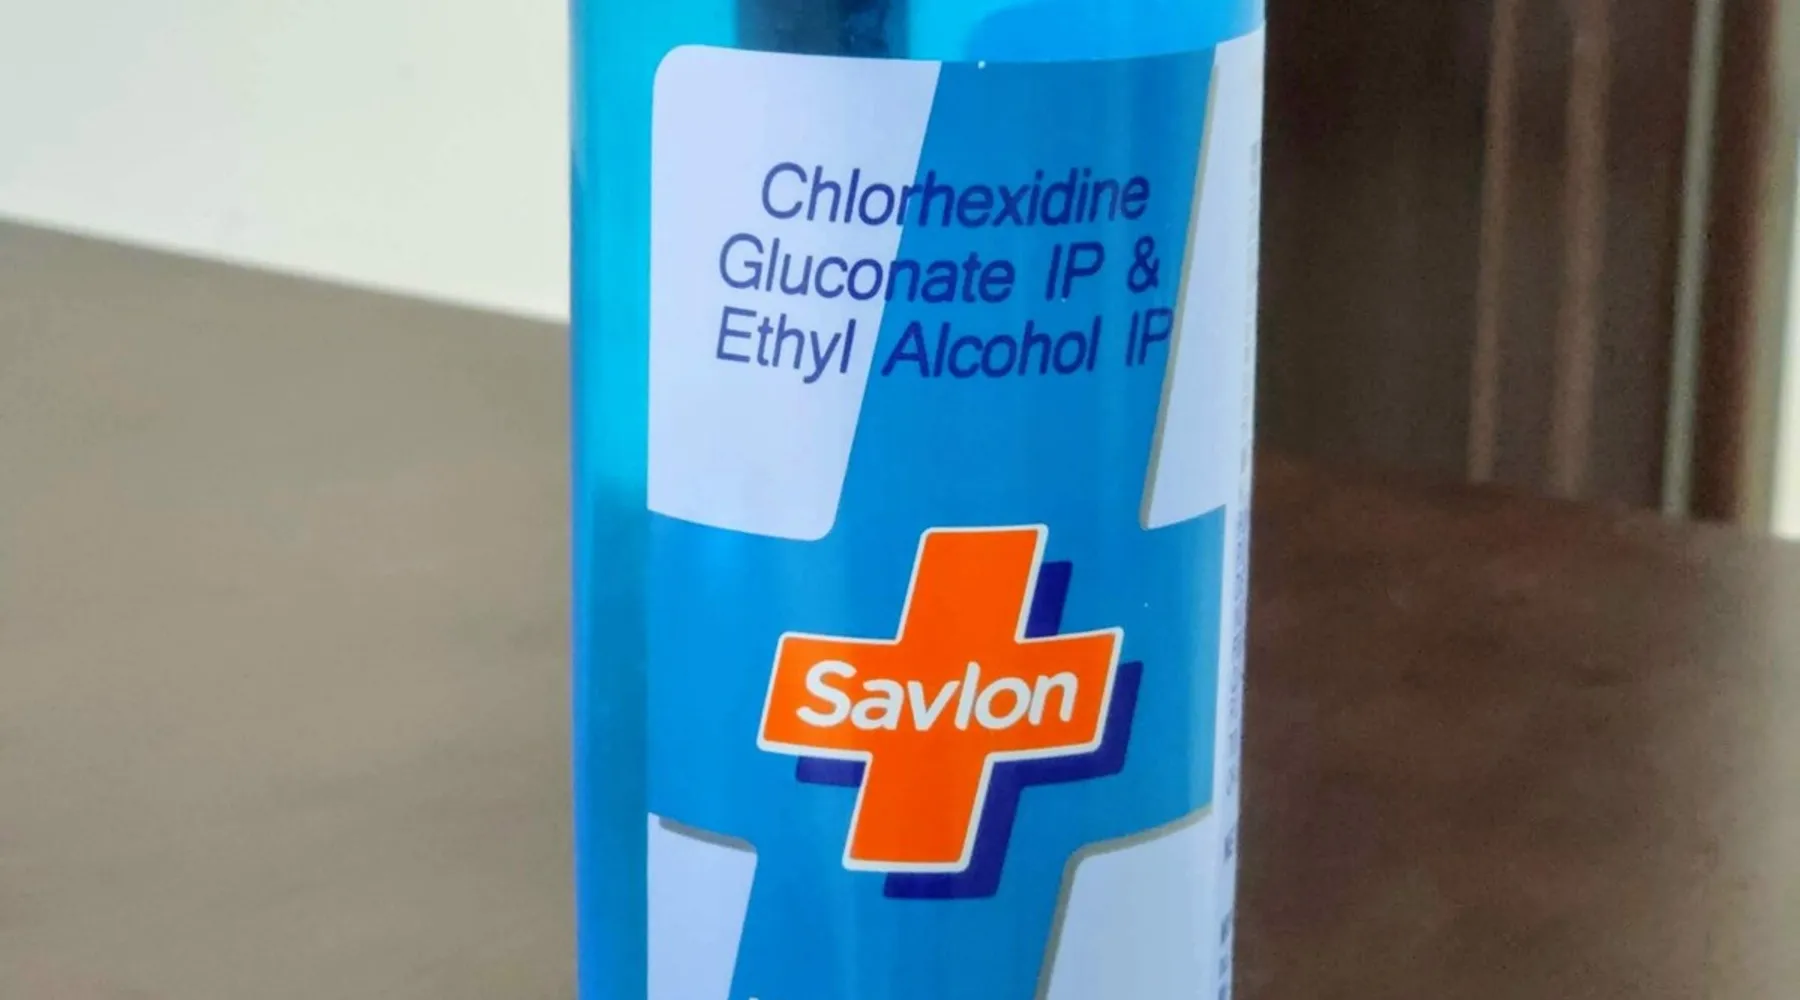 Chlorhexidine
Gluconate IP &
Ethyl Alcohol IP
Savlon